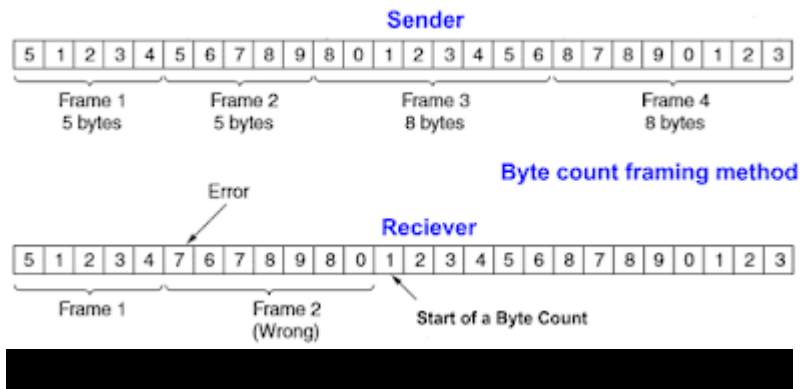 Sender
5 1 2 3 4 5 6 7 8 9 8 0 1 2 3 4 5 6 8 7 8 9 0 1 2 3
Frame 1 Frame 2 Frame 3 Frame 4
5 bytes 5 bytes 8 bytes 8 bytes
Byte count framing method
Error
Reciever
5 1 2 3 4 7 6 7 8 9 8 0 1 2 3 4 5 6 8 7 8 9 0 1 2 3
Frame 1 Frame 2 Start of a Byte Count
(Wrong)